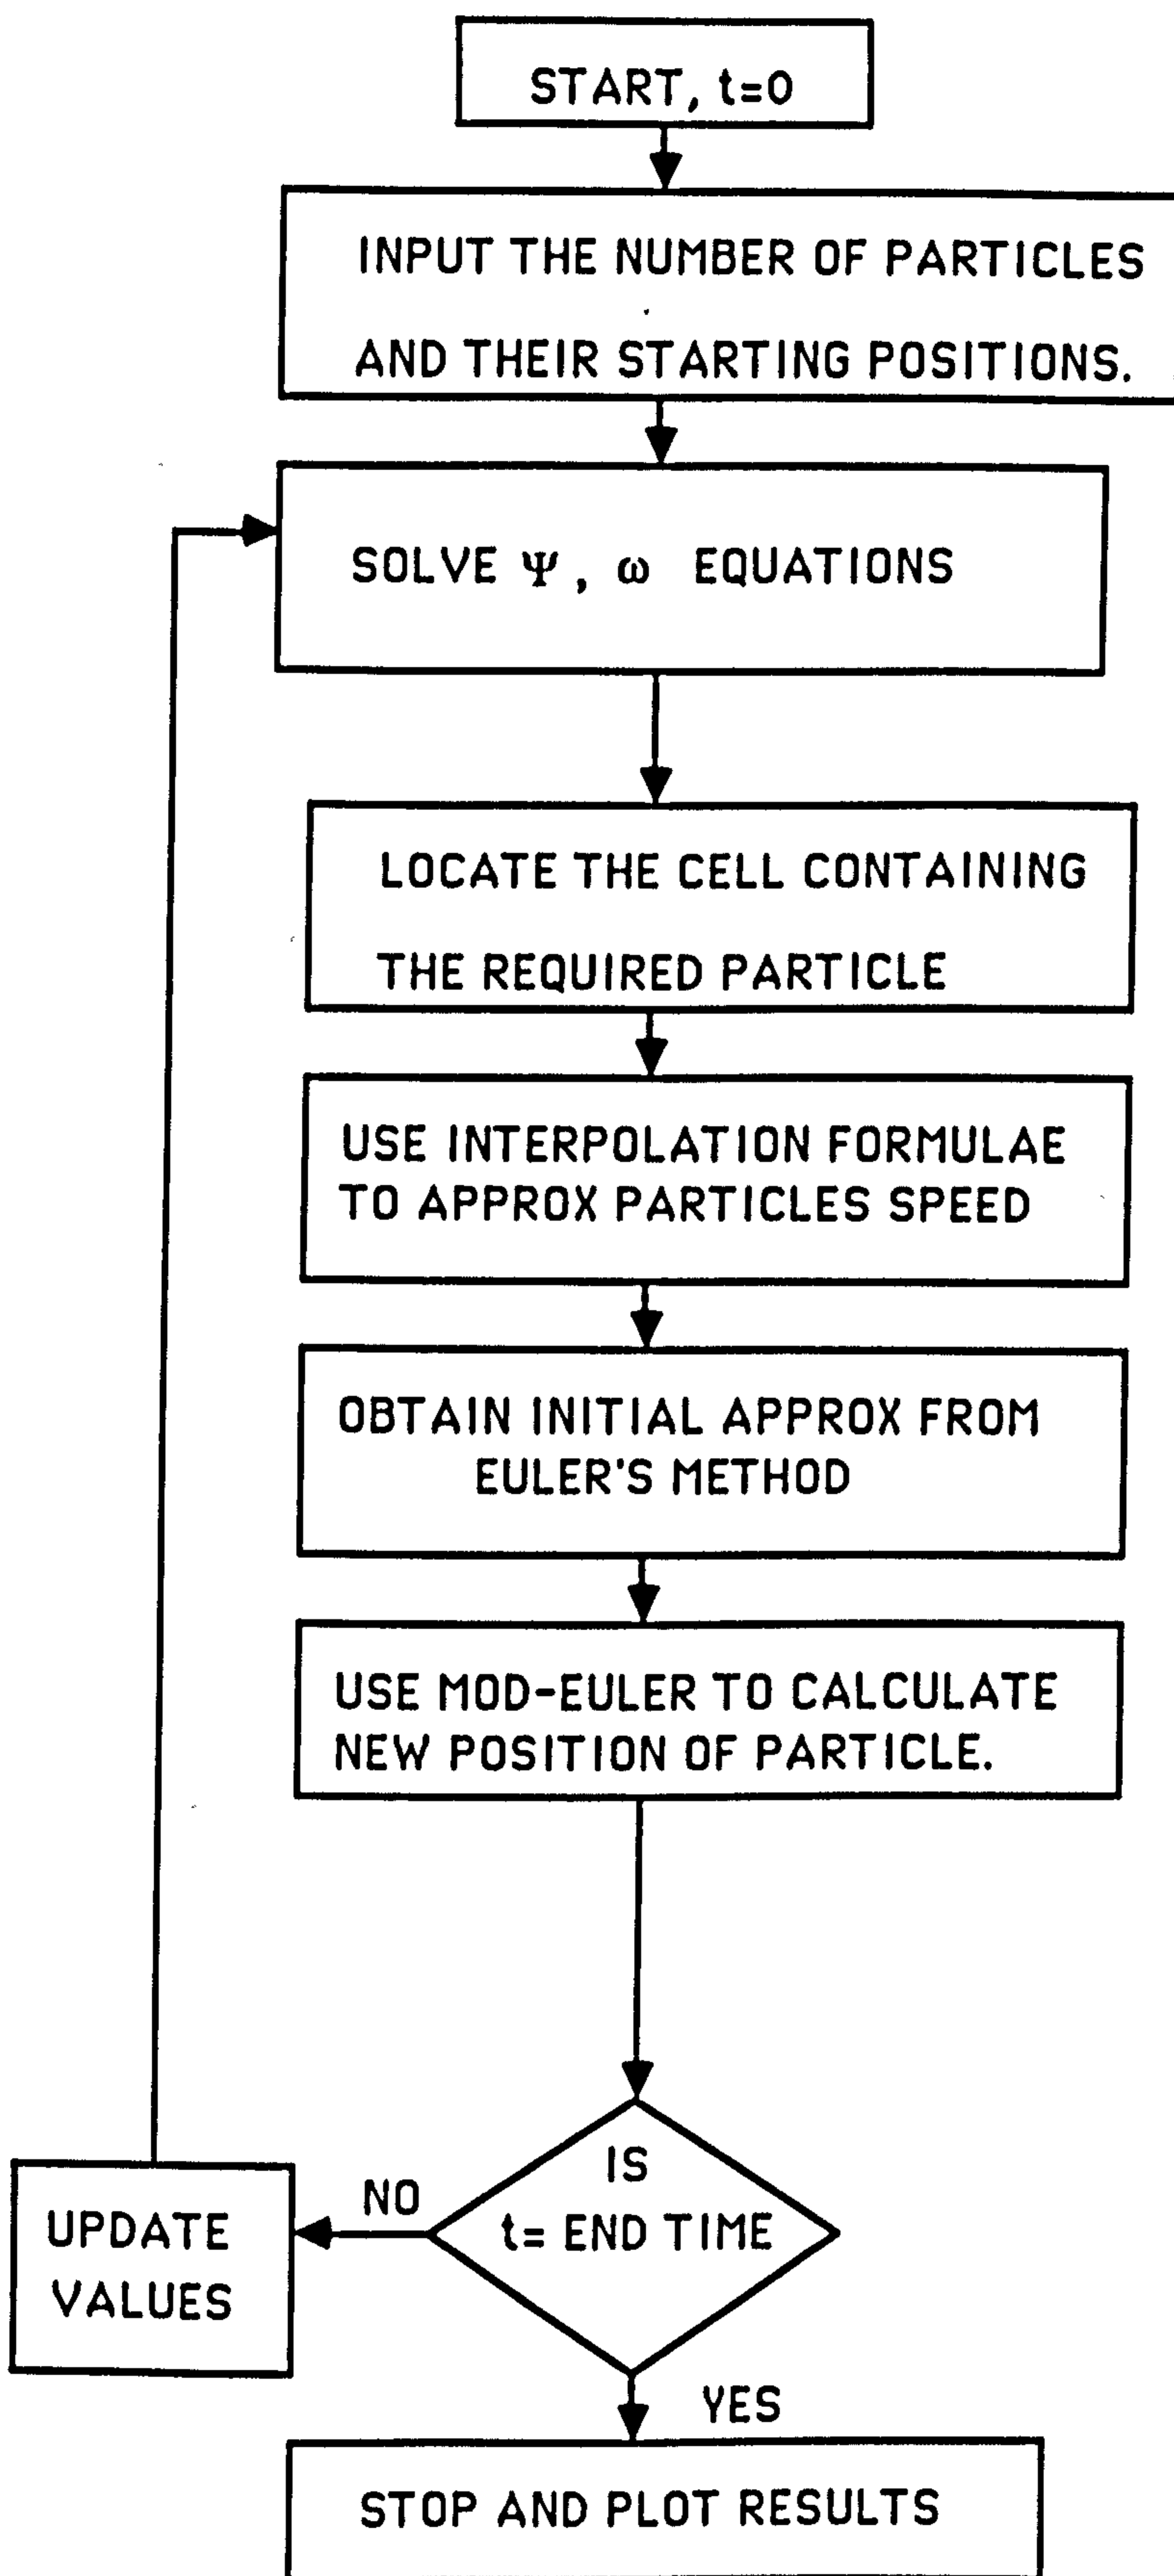 START, t=0
INPUT THE NUMBER OF PARTICLES
AND THEIR STARTING POSITIONS.
SOLVE Ψ, ω EQUATIONS
LOCATE THE CELL CONTAINING
THE REQUIRED PARTICLE
USE INTERPOLATION FORMULAE
TO APPROX PARTICLES SPEED
OBTAIN INITIAL APPROX FROM
EULER'S METHOD
USE MOD-EULER TO CALCULATE
NEW POSITION OF PARTICLE.
IS
t= END TIME
NO
UPDATE
VALUES
YES
STOP AND PLOT RESULTS